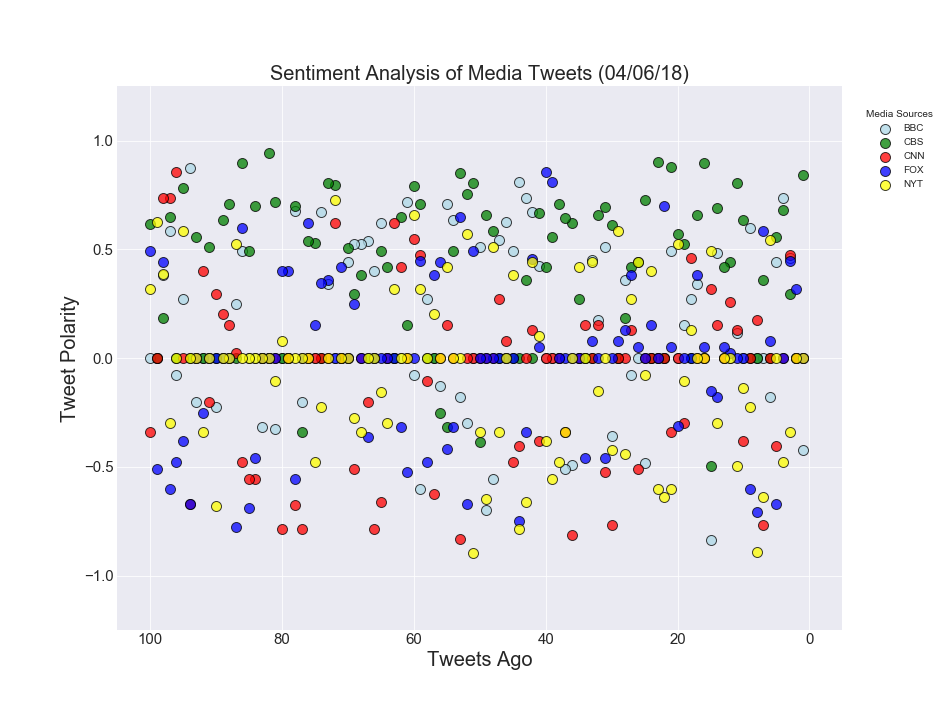 Sentiment Analysis of Media Tweets (04/06/18)
Media Sources
BBC
CBS
CNN
FOX
NYT
Tweet Polarity
1.0
0.5
0.0
−0.5
−1.0
100 80 60 40 20 0
Tweets Ago